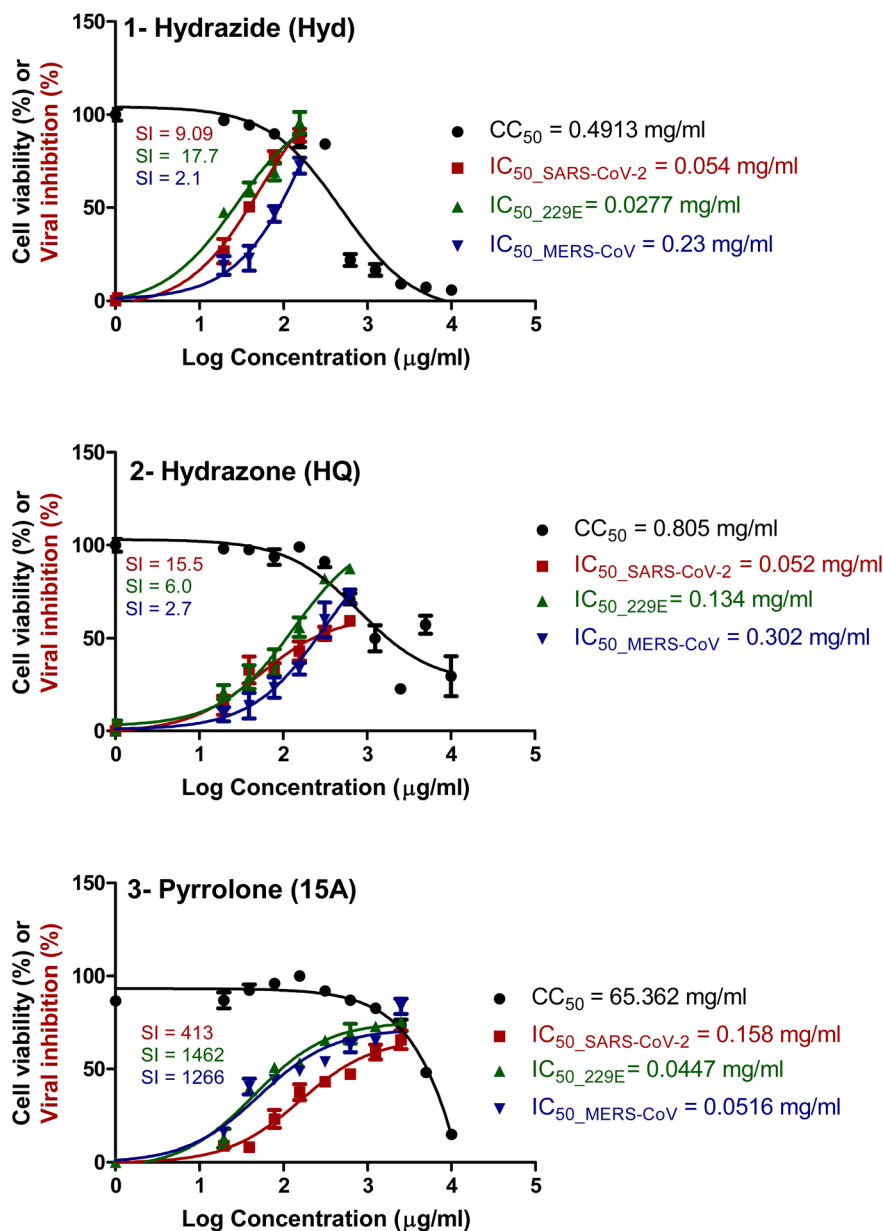 1- Hydrazide (Hyd)
Cell viability (%) or
Viral inhibition (%)
150
100
50
0
SI = 9.09
SI = 17.7
SI = 2.1
CC50 = 0.4913 mg/ml
IC50_SARS-CoV-2 = 0.054 mg/ml
IC50_229E= 0.0277 mg/ml
IC50_MERS-CoV = 0.23 mg/ml
0 1 2 3 4 5
Log Concentration (μg/ml)
2- Hydrazone (HQ)
Cell viability (%) or
Viral inhibition (%)
150
100
50
0
SI = 15.5
SI = 6.0
SI = 2.7
CC50 = 0.805 mg/ml
IC50_SARS-CoV-2 = 0.052 mg/ml
IC50_229E = 0.134 mg/ml
IC50_MERS-CoV = 0.302 mg/ml
0 1 2 3 4 5
Log Concentration (μg/ml)
3- Pyrrolone (15A)
Cell viability (%) or
Viral inhibition (%)
150
100
50
0
SI = 413
SI = 1462
SI = 1266
CC50 = 65.362 mg/ml
IC50_SARS-CoV-2 = 0.158 mg/ml
IC50_229E = 0.0447 mg/ml
IC50_MERS-CoV = 0.0516 mg/ml
0 1 2 3 4 5
Log Concentration (μg/ml)